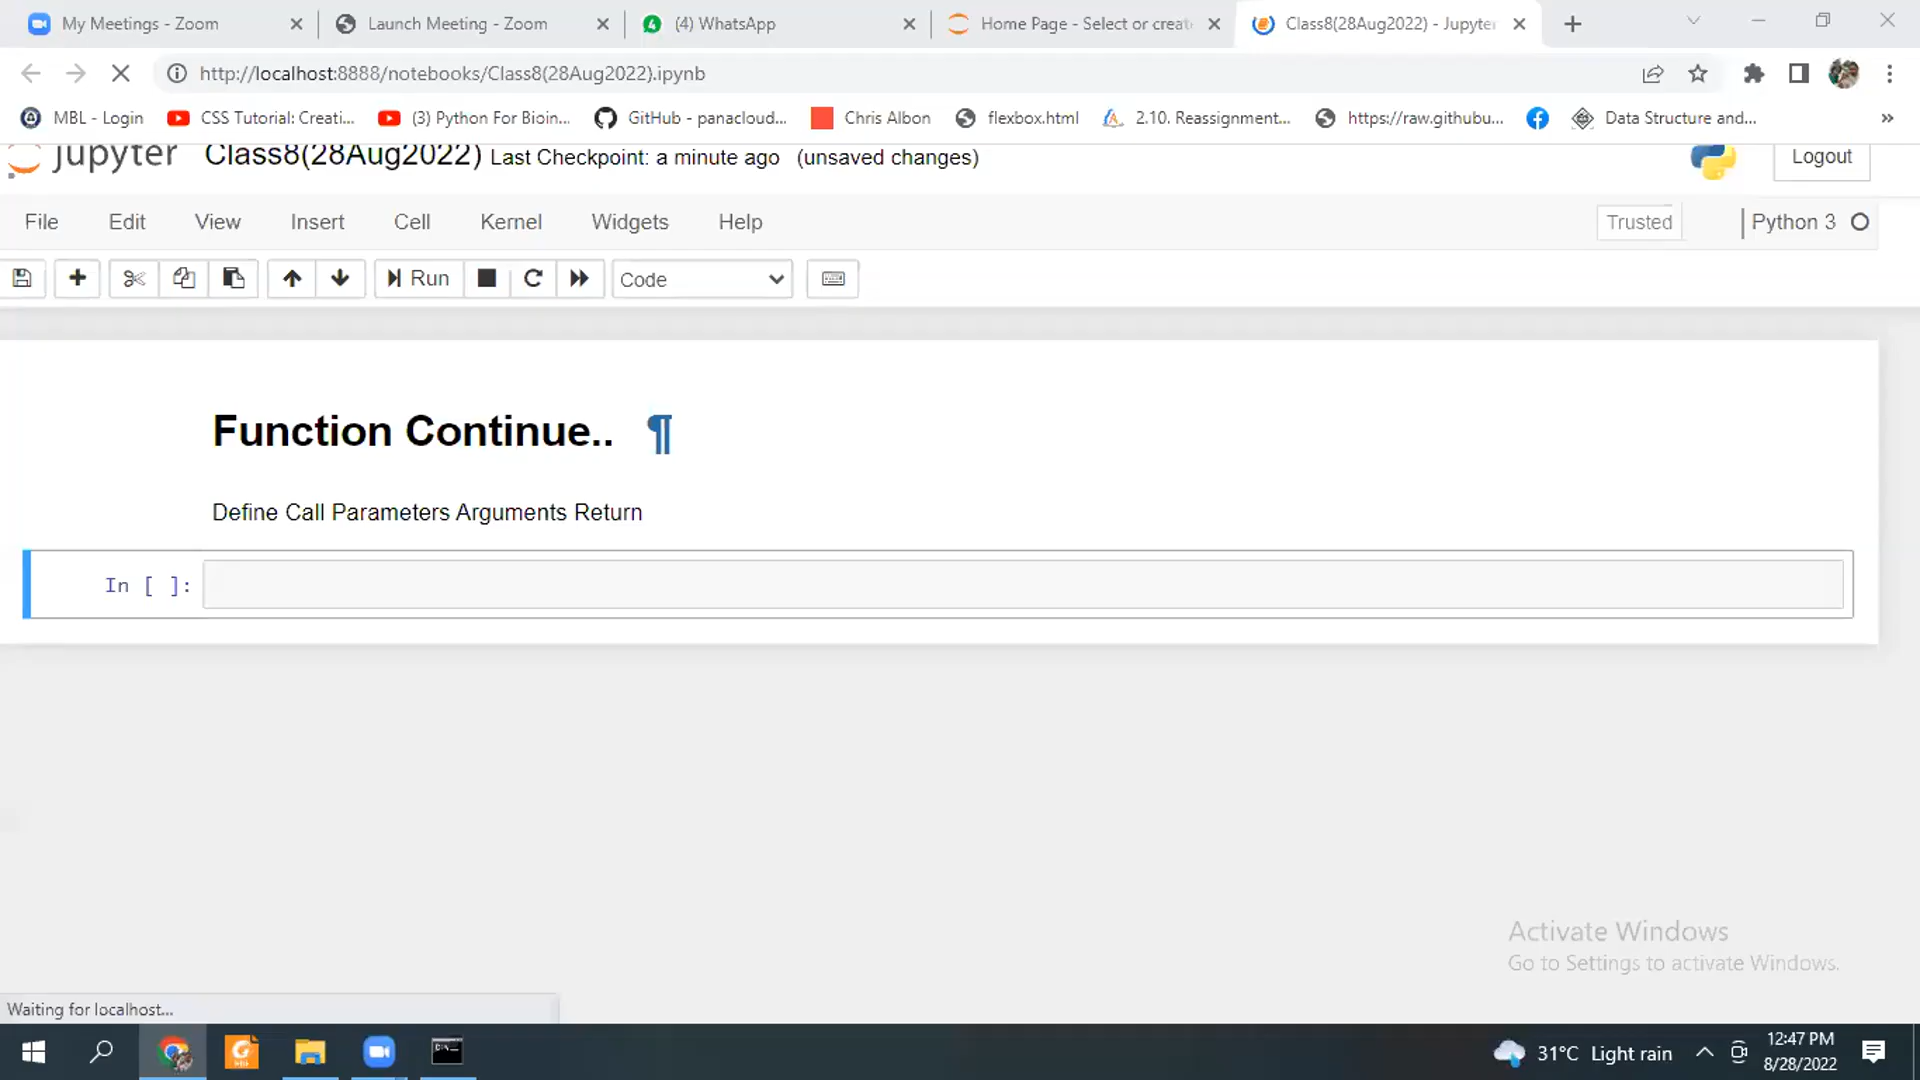 My Meetings - Zoom
Launch Meeting - Zoom
4 (4) WhatsApp
Home Page - Select or creat
Class8(28Aug2022) - Jupyter
http://localhost:8888/notebooks/Class8(28Aug2022).ipynb
MBL - Login
CSS Tutorial: Creati...
(3) Python For Bioin...
GitHub - panacloud...
Chris Albon
flexbox.html
2.10. Reassignment...
https://raw.githubu...
Data Structure and...
»
jupyter Class8(28Aug2022) Last Checkpoint: a minute ago (unsaved changes)
Logout
File Edit View Insert Cell Kernel Widgets Help
Trusted
Python 3
Run
Code
Function Continue.. ¶
Define Call Parameters Arguments Return
In [ ]:
Activate Windows
Go to Settings to activate Windows.
Waiting for localhost...
31°C Light rain
12:47 PM
8/28/2022